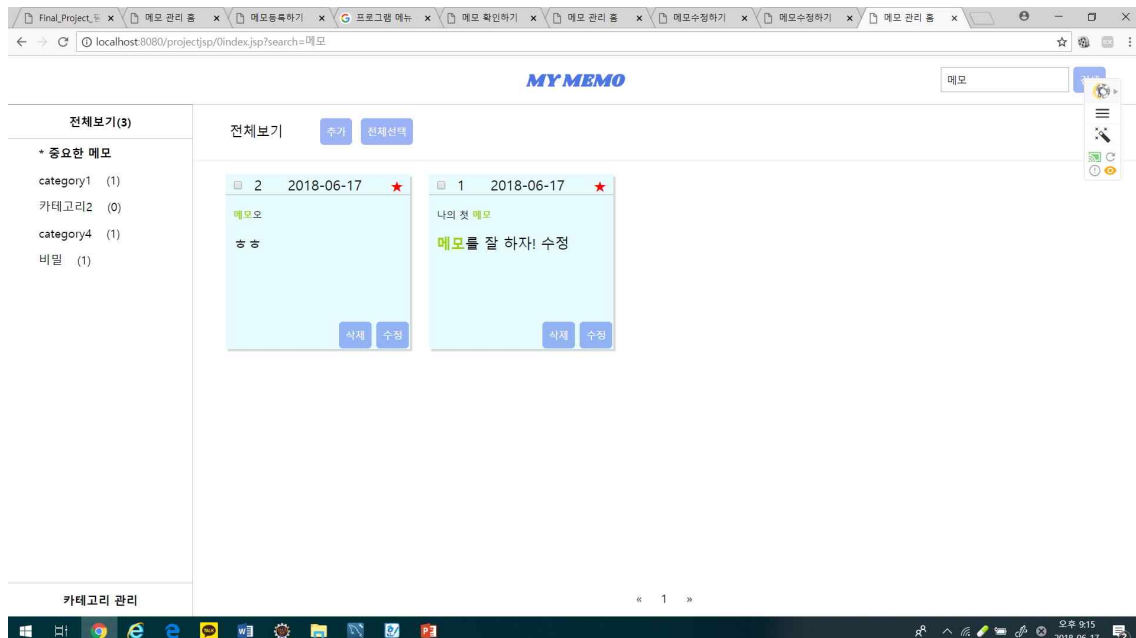 Final_Project_ 메모 관리 홈 메모등록하기 프로그램 메뉴 메모 확인하기 메모 관리 홈 메모수정하기 메모수정하기 메모 관리 홈
localhost:8080/projectjsp/0index.jsp?search=메모
MY MEMO
메모
전체보기(3)
* 중요한 메모
category1 (1)
카테고리2 (0)
category4 (1)
비밀 (1)
카테고리 관리
전체보기 추가 전체선택
2 2018-06-17 ★
메모오
ㅎㅎ
삭제 수정
1 2018-06-17 ★
나의 첫 메모
메모를 잘 하자! 수정
삭제 수정
« 1 »
오후 9:15
2018-06-17